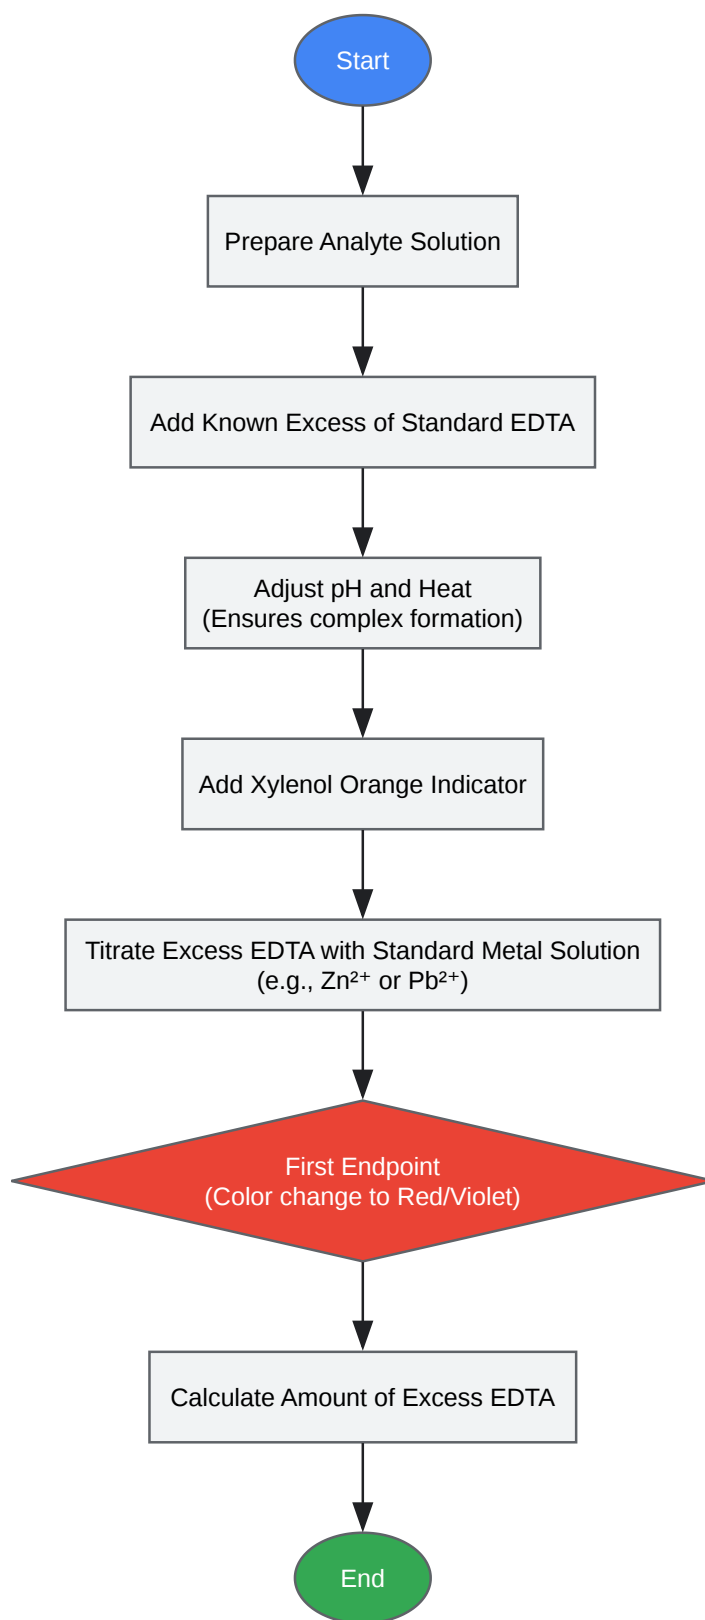 Start
Prepare Analyte Solution
Add Known Excess of Standard EDTA
Adjust pH and Heat
(Ensures complex formation)
Add Xylenol Orange Indicator
Titrate Excess EDTA with Standard Metal Solution
(e.g., Zn²⁺ or Pb²⁺)
First Endpoint
(Color change to Red/Violet)
Calculate Amount of Excess EDTA
End